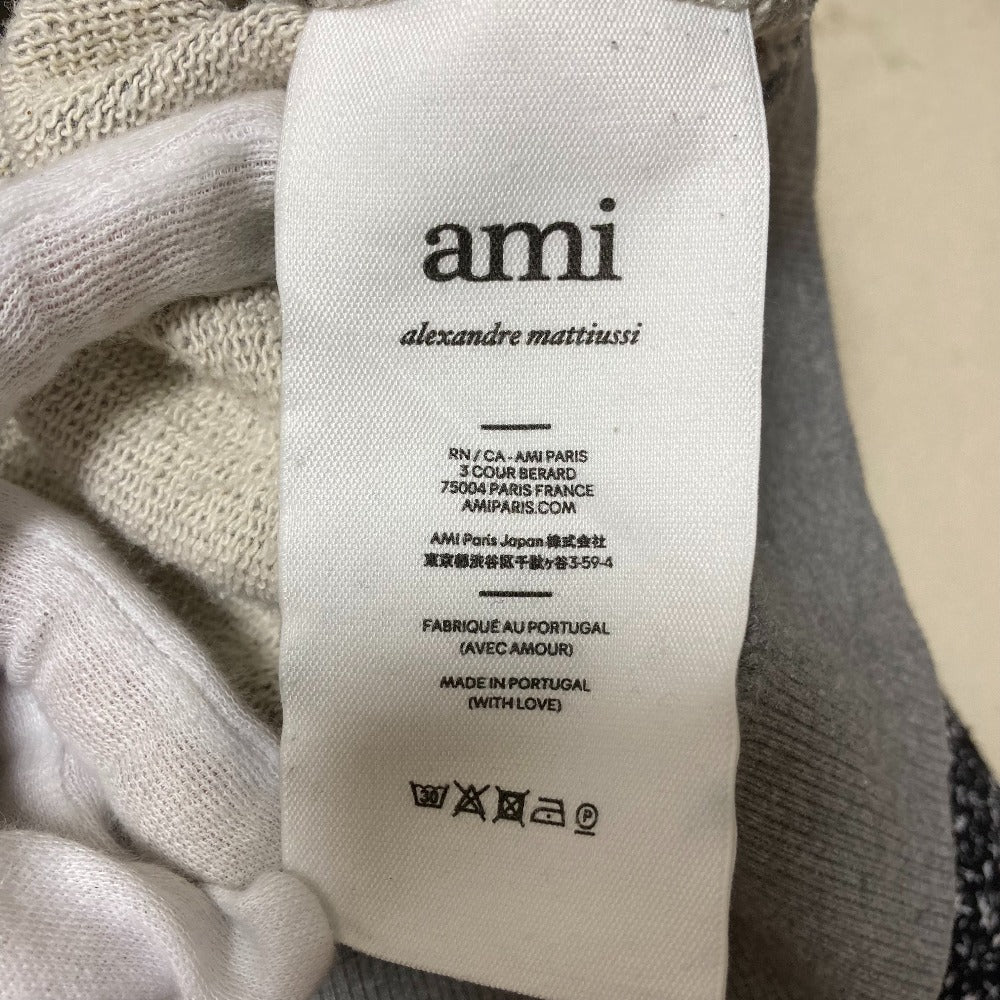 ami
alexandre mattiussi
RN / CA - AMI PARIS
3 COUR BERARD
75004 PARIS FRANCE
AMIPARIS.COM
AMI Paris Japan 株式会社
東京都渋谷区千駄ヶ谷3-59-4
FABRIQUÉ AU PORTUGAL
(AVEC AMOUR)
MADE IN PORTUGAL
(WITH LOVE)
30 P